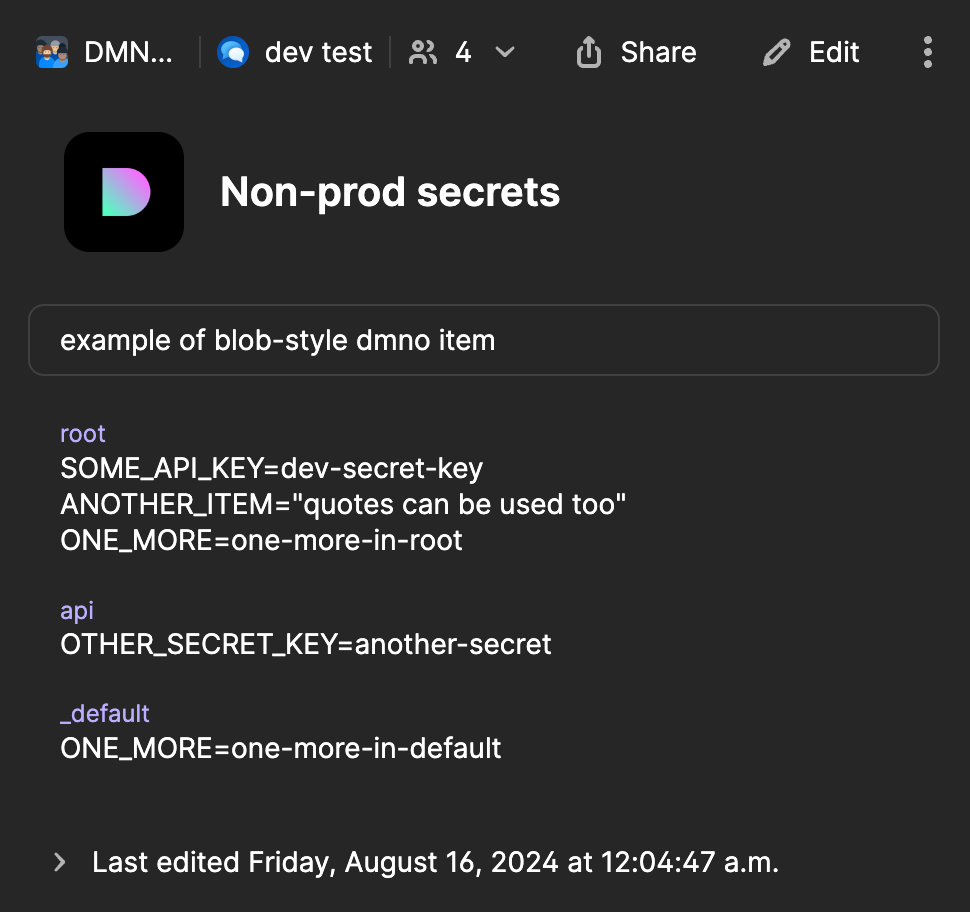 DMN... dev test 4 Share Edit
Non-prod secrets
example of blob-style dmno item
root
SOME_API_KEY=dev-secret-key
ANOTHER_ITEM="quotes can be used too"
ONE_MORE=one-more-in-root
api
OTHER_SECRET_KEY=another-secret
_default
ONE_MORE=one-more-in-default
Last edited Friday, August 16, 2024 at 12:04:47 a.m.